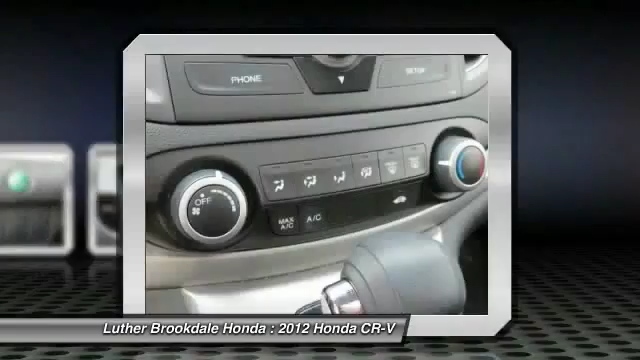 PHONE
SETUP
OFF
MAX A/C
A/C
Luther Brookdale Honda : 2012 Honda CR-V